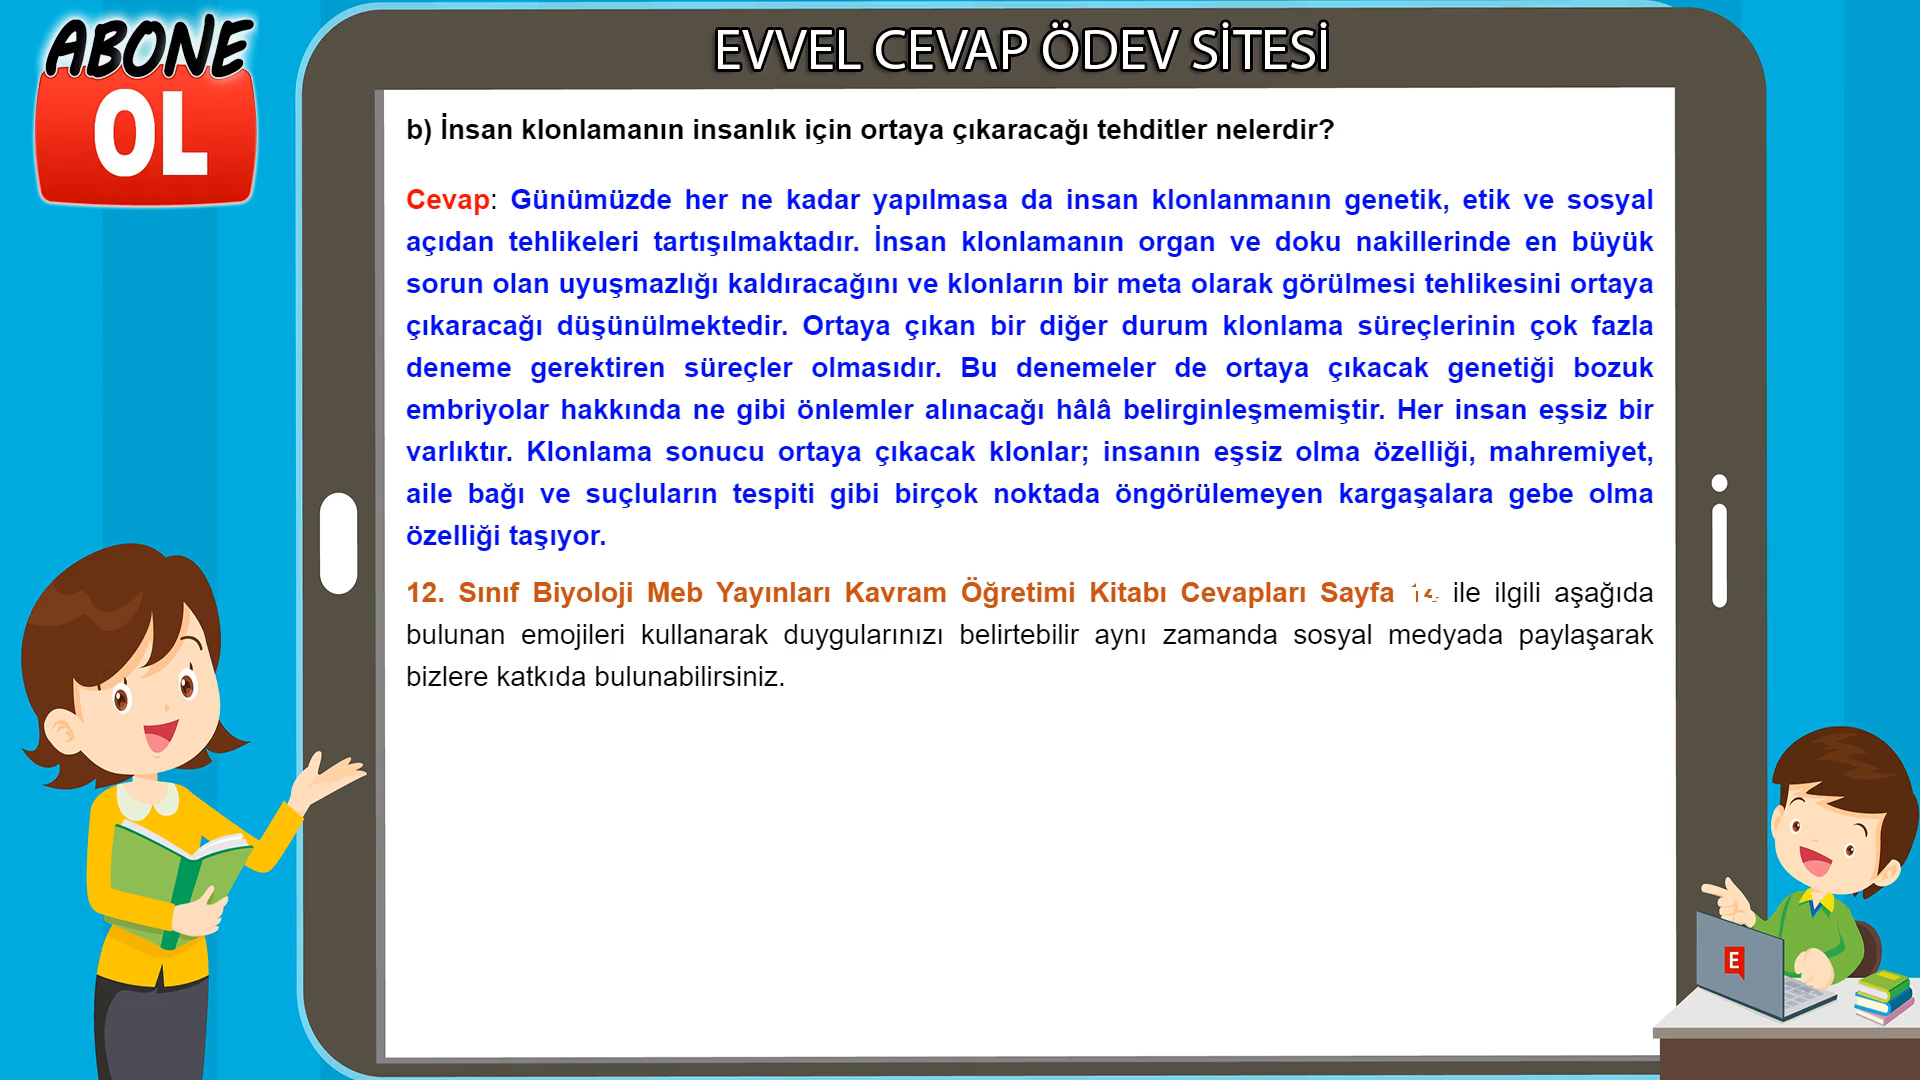 ABONE
OL
EVVEL CEVAP ÖDEV SİTESİ
b) İnsan klonlamanın insanlık için ortaya çıkaracağı tehditler nelerdir?
Cevap: Günümüzde her ne kadar yapılmasa da insan klonlanmanın genetik, etik ve sosyal
açıdan tehlikeleri tartışılmaktadır. İnsan klonlamanın organ ve doku nakillerinde en büyük
sorun olan uyuşmazlığı kaldıracağını ve klonların bir meta olarak görülmesi tehlikesini ortaya
çıkaracağı düşünülmektedir. Ortaya çıkan bir diğer durum klonlama süreçlerinin çok fazla
deneme gerektiren süreçler olmasıdır. Bu denemeler de ortaya çıkacak genetiği bozuk
embriyolar hakkında ne gibi önlemler alınacağı hâlâ belirginleşmemiştir. Her insan eşsiz bir
varlıktır. Klonlama sonucu ortaya çıkacak klonlar; insanın eşsiz olma özelliği, mahremiyet,
aile bağı ve suçluların tespiti gibi birçok noktada öngörülemeyen kargaşalara gebe olma
özelliği taşıyor.
12. Sınıf Biyoloji Meb Yayınları Kavram Öğretimi Kitabı Cevapları Sayfa ile ilgili aşağıda
bulunan emojileri kullanarak duygularınızı belirtebilir aynı zamanda sosyal medyada paylaşarak
bizlere katkıda bulunabilirsiniz.
E